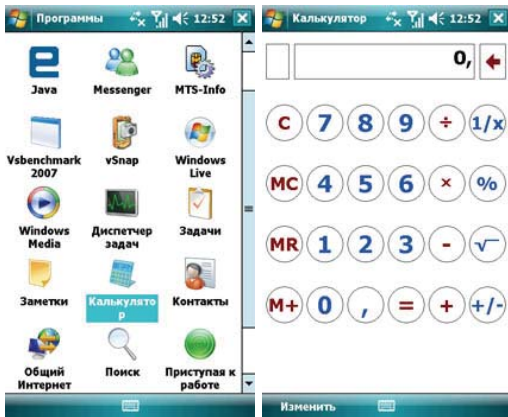 Программы 12:52
Java Messenger MTS-Info
Vsbenchmark 2007
vSnap
Windows Live
Windows Media
Диспетчер задач
Задачи
Заметки
Калькулято
р
Контакты
Общий Интернет
Поиск
Приступая к работе
Калькулятор 12:52
0,
C 7 8 9 ÷ 1/x
MC 4 5 6 × %
MR 1 2 3 - √
M+ 0 , = + +/-
Изменить